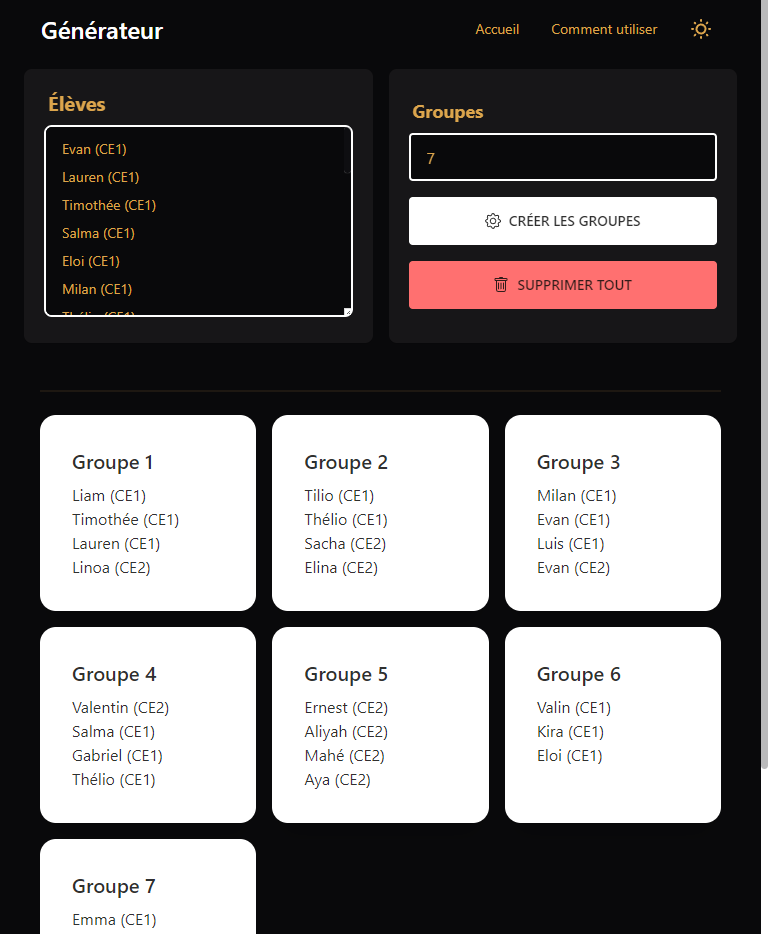 Générateur
Accueil
Comment utiliser
Élèves
Evan (CE1)
Lauren (CE1)
Timothée (CE1)
Salma (CE1)
Eloi (CE1)
Milan (CE1)
Thélio (CE1)
Groupes
7
CRÉER LES GROUPES
SUPPRIMER TOUT
Groupe 1
Liam (CE1)
Timothée (CE1)
Lauren (CE1)
Linoa (CE2)
Groupe 2
Tilio (CE1)
Thélio (CE1)
Sacha (CE2)
Elina (CE2)
Groupe 3
Milan (CE1)
Evan (CE1)
Luis (CE1)
Evan (CE2)
Groupe 4
Valentin (CE2)
Salma (CE1)
Gabriel (CE1)
Thélio (CE1)
Groupe 5
Ernest (CE2)
Aliyah (CE2)
Mahé (CE2)
Aya (CE2)
Groupe 6
Valin (CE1)
Kira (CE1)
Eloi (CE1)
Groupe 7
Emma (CE1)